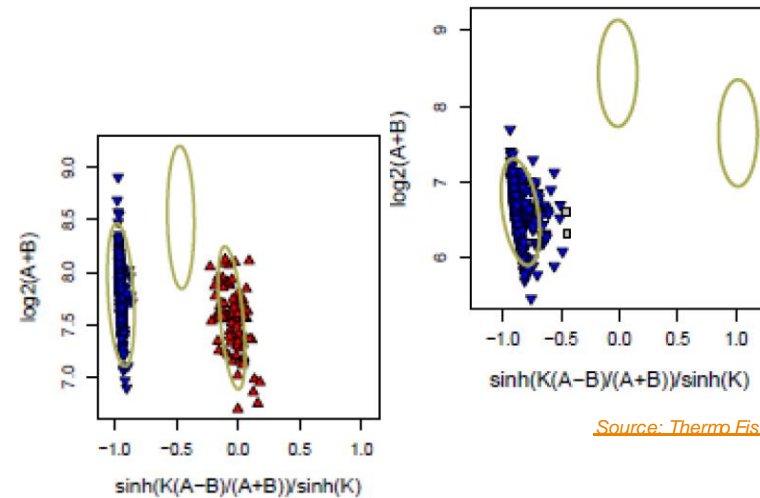 log2(A+B)
9.0
8.5
8.0
7.5
7.0
-1.0 -0.5 0.0 0.5 1.0
sinh(K(A-B)/(A+B))/sinh(K)
log2(A+B)
9
8
7
6
-1.0 -0.5 0.0 0.5 1.0
sinh(K(A-B)/(A+B))/sinh(K)
Source: Thermo Fis